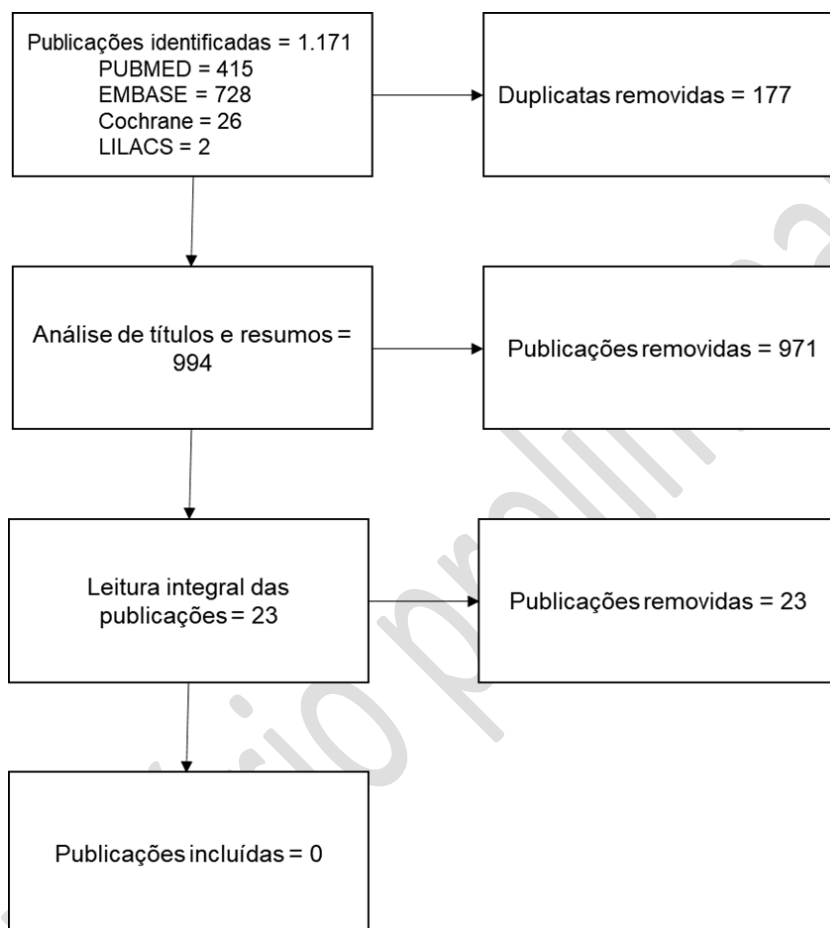 Publicações identificadas = 1.171
PUBMED = 415
EMBASE = 728
Cochrane = 26
LILACS = 2
Duplicatas removidas = 177
Análise de títulos e resumos =
994
Publicações removidas = 971
Leitura integral das
publicações = 23
Publicações removidas = 23
Publicações incluídas = 0